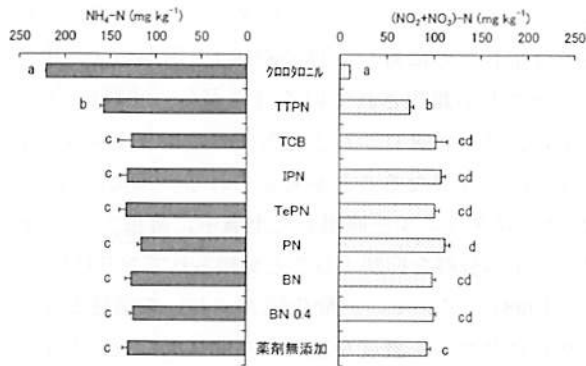 NH₄-N (mg kg⁻¹) (NO₂+NO₃)-N (mg kg⁻¹)
250 200 150 100 50 0 0 50 100 150 200 250
a クロロタロニル a
b TTPN b
c TCB cd
c IPN cd
c TePN cd
c PN d
c BN cd
c BN 0.4 cd
c 薬剤無添加 c